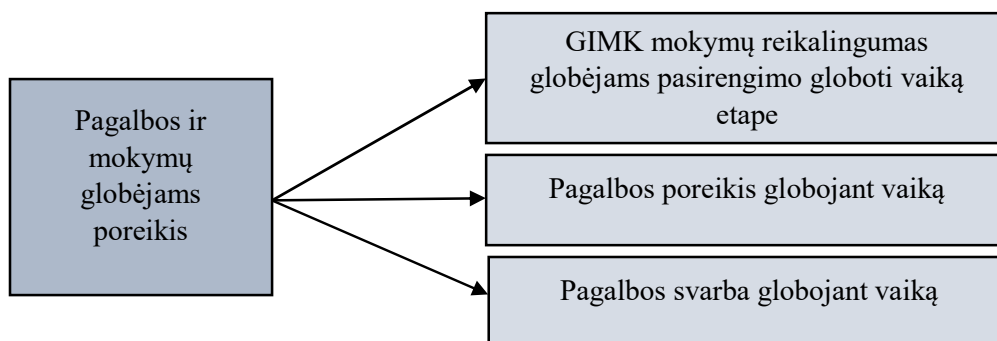 Pagalbos ir
mokymų
globėjams
poreikis
GIMK mokymų reikalingumas
globėjams pasirengimo globoti vaiką
etape
Pagalbos poreikis globojant vaiką
Pagalbos svarba globojant vaiką